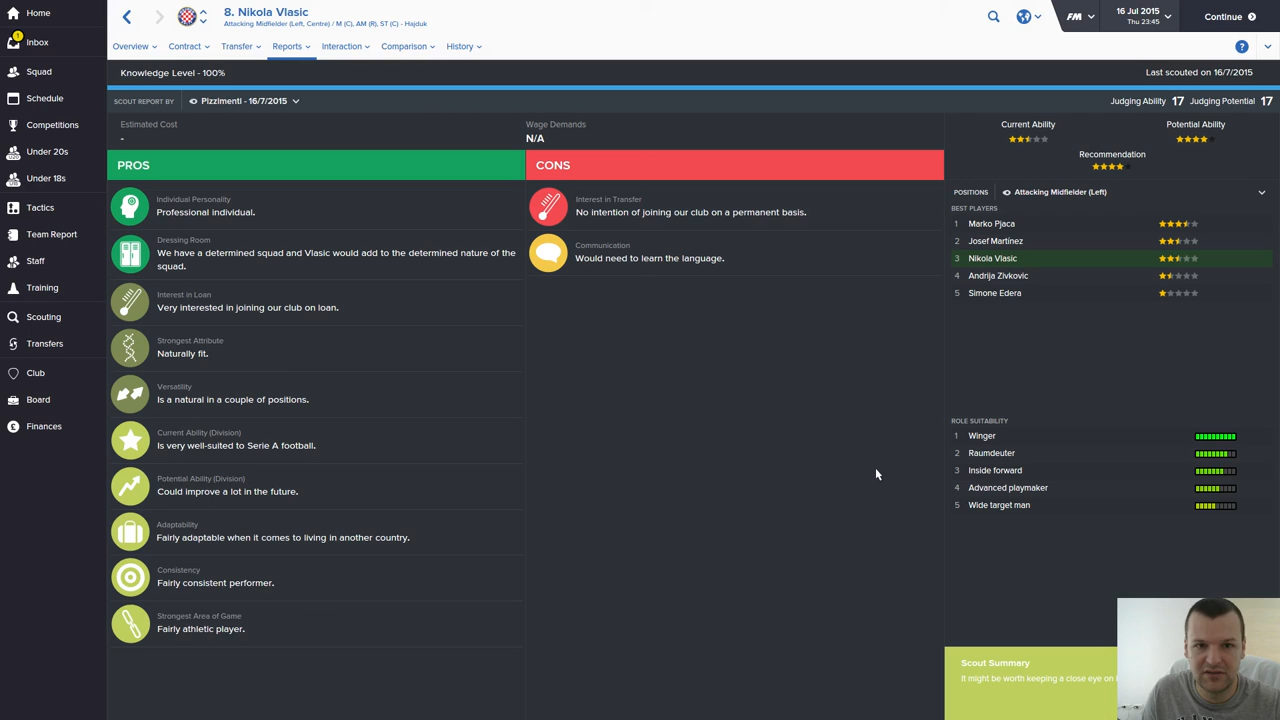 Home
1
Inbox
Squad
Schedule
Competitions
Under 20s
Under 18s
Tactics
Team Report
Staff
Training
Scouting
Transfers
Club
Board
Finances
8. Nikola Vlasic
Attacking Midfielder (Left, Centre) / M (C), AM (R), ST (C) - Hajduk
FM
16 Jul 2015
Thu 23:45
Continue
Overview
Contract
Transfer
Reports
Interaction
Comparison
History
?
Knowledge Level - 100%
Last scouted on 16/7/2015
SCOUT REPORT BY
Pizzimenti - 16/7/2015
Judging Ability 17 Judging Potential 17
Estimated Cost
-
Wage Demands
N/A
PROS
Individual Personality
Professional individual.
Dressing Room
We have a determined squad and Vlasic would add to the determined nature of the
squad.
Interest in Loan
Very interested in joining our club on loan.
Strongest Attribute
Naturally fit.
Versatility
Is a natural in a couple of positions.
Current Ability (Division)
Is very well-suited to Serie A football.
Potential Ability (Division)
Could improve a lot in the future.
Adaptability
Fairly adaptable when it comes to living in another country.
Consistency
Fairly consistent performer.
Strongest Area of Game
Fairly athletic player.
CONS
Interest in Transfer
No intention of joining our club on a permanent basis.
Communication
Would need to learn the language.
Current Ability
Potential Ability
Recommendation
POSITIONS
Attacking Midfielder (Left)
BEST PLAYERS
1 Marko Pjaca
2 Josef Martínez
3 Nikola Vlasic
4 Andrija Zivkovic
5 Simone Edera
ROLE SUITABILITY
1 Winger
2 Raumdeuter
3 Inside forward
4 Advanced playmaker
5 Wide target man
Scout Summary
It might be worth keeping a close eye on